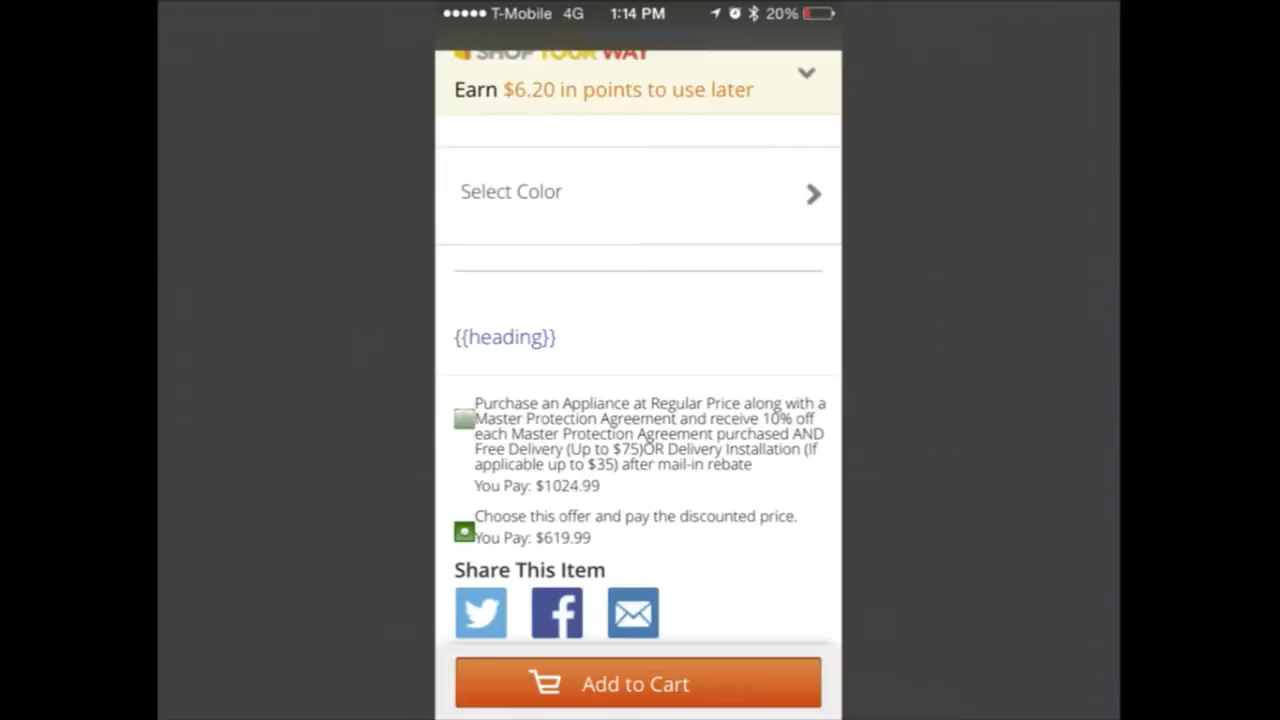 T-Mobile 4G 1:14 PM 20%
SHOP YOUR WAY
Earn $6.20 in points to use later
Select Color
{{heading}}
Purchase an Appliance at Regular Price along with a
Master Protection Agreement and receive 10% off
each Master Protection Agreement purchased AND
Free Delivery (Up to $75)OR Delivery Installation (If
applicable up to $35) after mail-in rebate
You Pay: $1024.99
Choose this offer and pay the discounted price.
You Pay: $619.99
Share This Item
Add to Cart